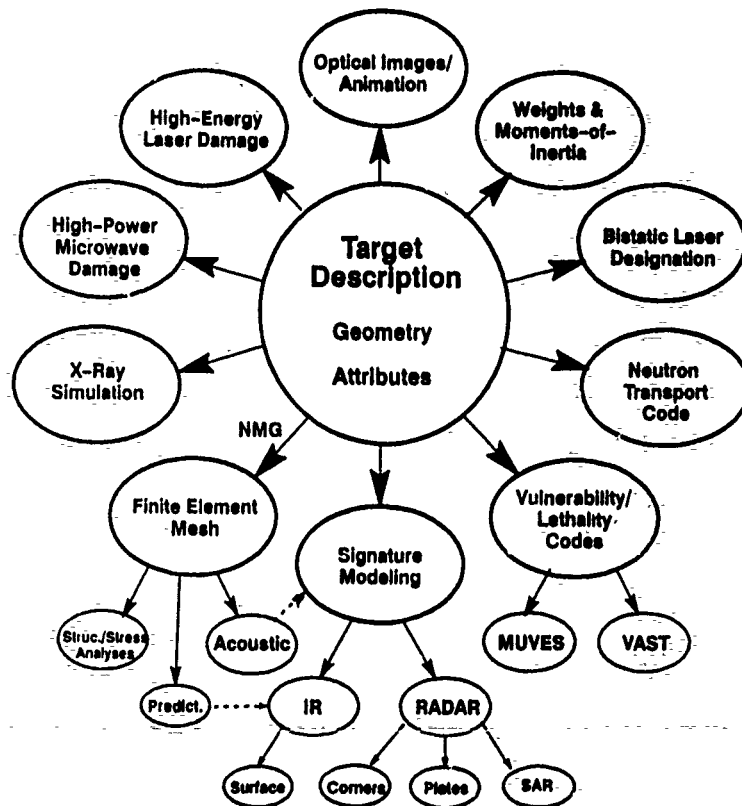 Optical Images/
Animation
High-Energy
Laser Damage
Weights &
Moments-of-
Inertia
High-Power
Microwave
Damage
Target
Description
Geometry
Attributes
Bistatic Laser
Designation
X-Ray
Simulation
Neutron
Transport
Code
NMG
Finite Element
Mesh
Signature
Modeling
Vulnerability/
Lethality
Codes
Struc./Stress
Analyses
Acoustic
MUVES
VAST
Predict.
IR
RADAR
Surface
Corners
Plates
SAR